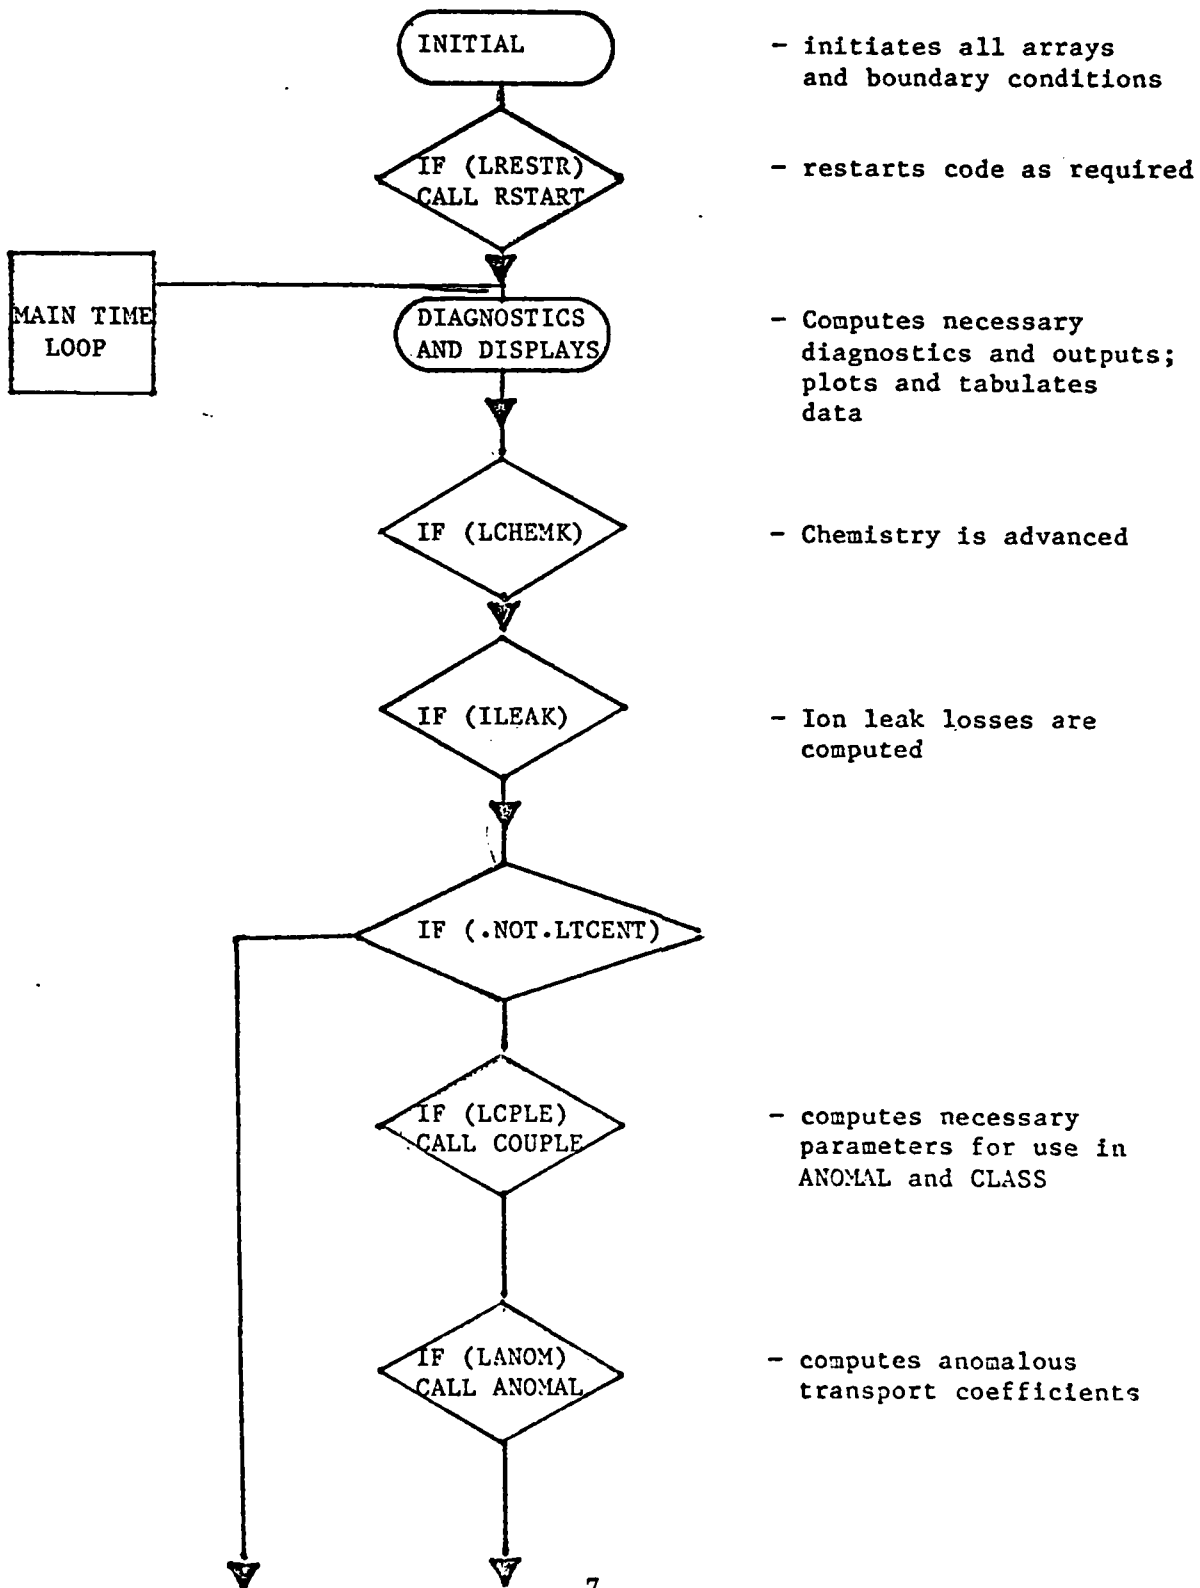 INITIAL
- initiates all arrays
and boundary conditions
IF (LRESTR)
CALL RSTART
- restarts code as required
MAIN TIME
LOOP
DIAGNOSTICS
AND DISPLAYS
- Computes necessary
diagnostics and outputs;
plots and tabulates
data
IF (LCHEMK)
- Chemistry is advanced
IF (ILEAK)
- Ion leak losses are
computed
IF (.NOT.LTCENT)
IF (LCPLE)
CALL COUPLE
- computes necessary
parameters for use in
ANOMAL and CLASS
IF (LANOM)
CALL ANOMAL
- computes anomalous
transport coefficients
7